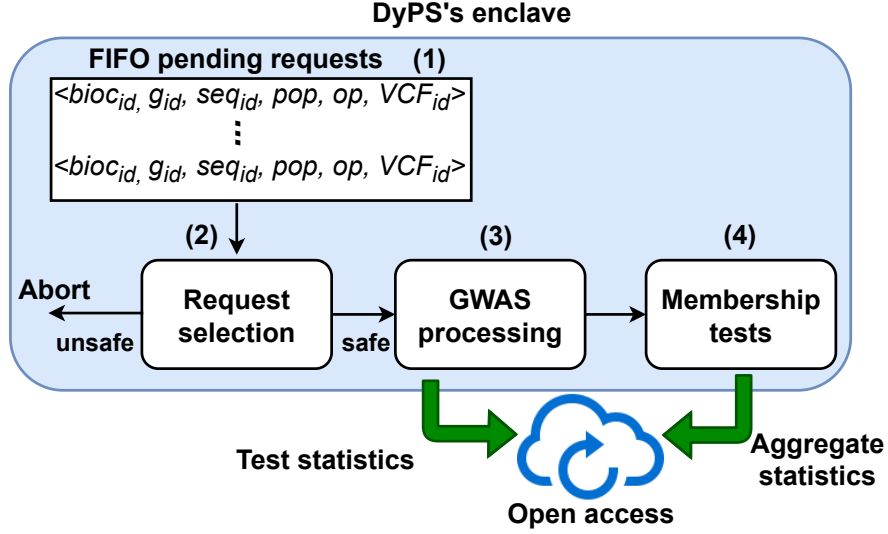 DyPS's enclave
FIFO pending requests (1)
<bioc_id, g_id, seq_id, pop, op, VCF_id>
⋮
<bioc_id, g_id, seq_id, pop, op, VCF_id>
(2)
(3)
(4)
Abort
unsafe
Request
selection
safe
GWAS
processing
Membership
tests
Test statistics
Aggregate
statistics
Open access